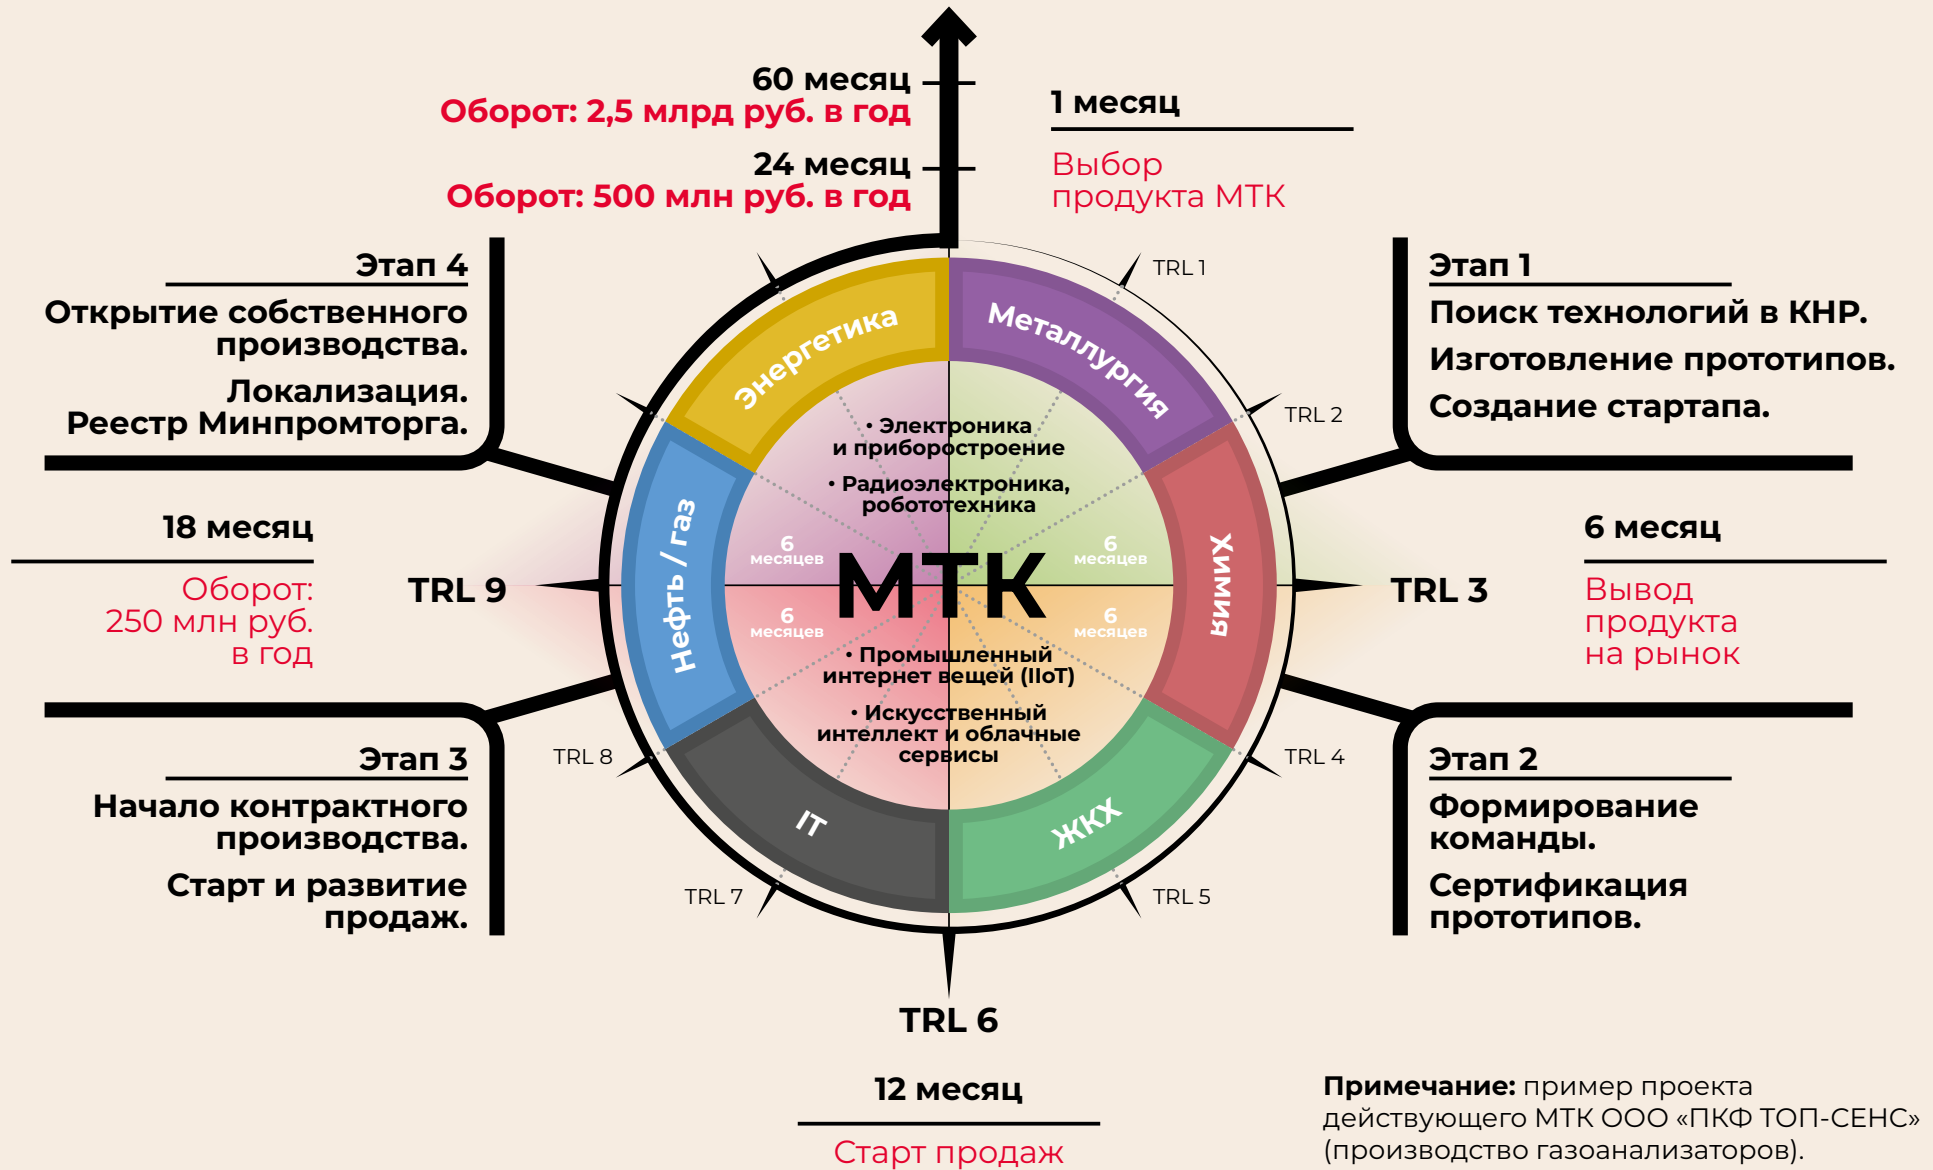 60 месяц
Оборот: 2,5 млрд руб. в год
24 месяц
Оборот: 500 млн руб. в год
1 месяц
Выбор
продукта МТК
Этап 4
Открытие собственного
производства.
Локализация.
Реестр Минпромторга.
TRL 1
TRL 2
Этап 1
Поиск технологий в КНР.
Изготовление прототипов.
Создание стартапа.
Энергетика
Металлургия
Нефть / газ
Химия
IT
ЖКХ
• Электроника
и приборостроение
• Радиоэлектроника,
робототехника
6
месяцев
6
месяцев
МТК
6
месяцев
6
месяцев
• Промышленный
интернет вещей (IIoT)
• Искусственный
интеллект и облачные
сервисы
18 месяц
Оборот:
250 млн руб.
в год
TRL 9
TRL 3
6 месяц
Вывод
продукта
на рынок
Этап 3
Начало контрактного
производства.
Старт и развитие
продаж.
TRL 8
TRL 7
TRL 4
TRL 5
Этап 2
Формирование
команды.
Сертификация
прототипов.
TRL 6
12 месяц
Старт продаж
Примечание: пример проекта
действующего МТК ООО «ПКФ ТОП-СЕНС»
(производство газоанализаторов).